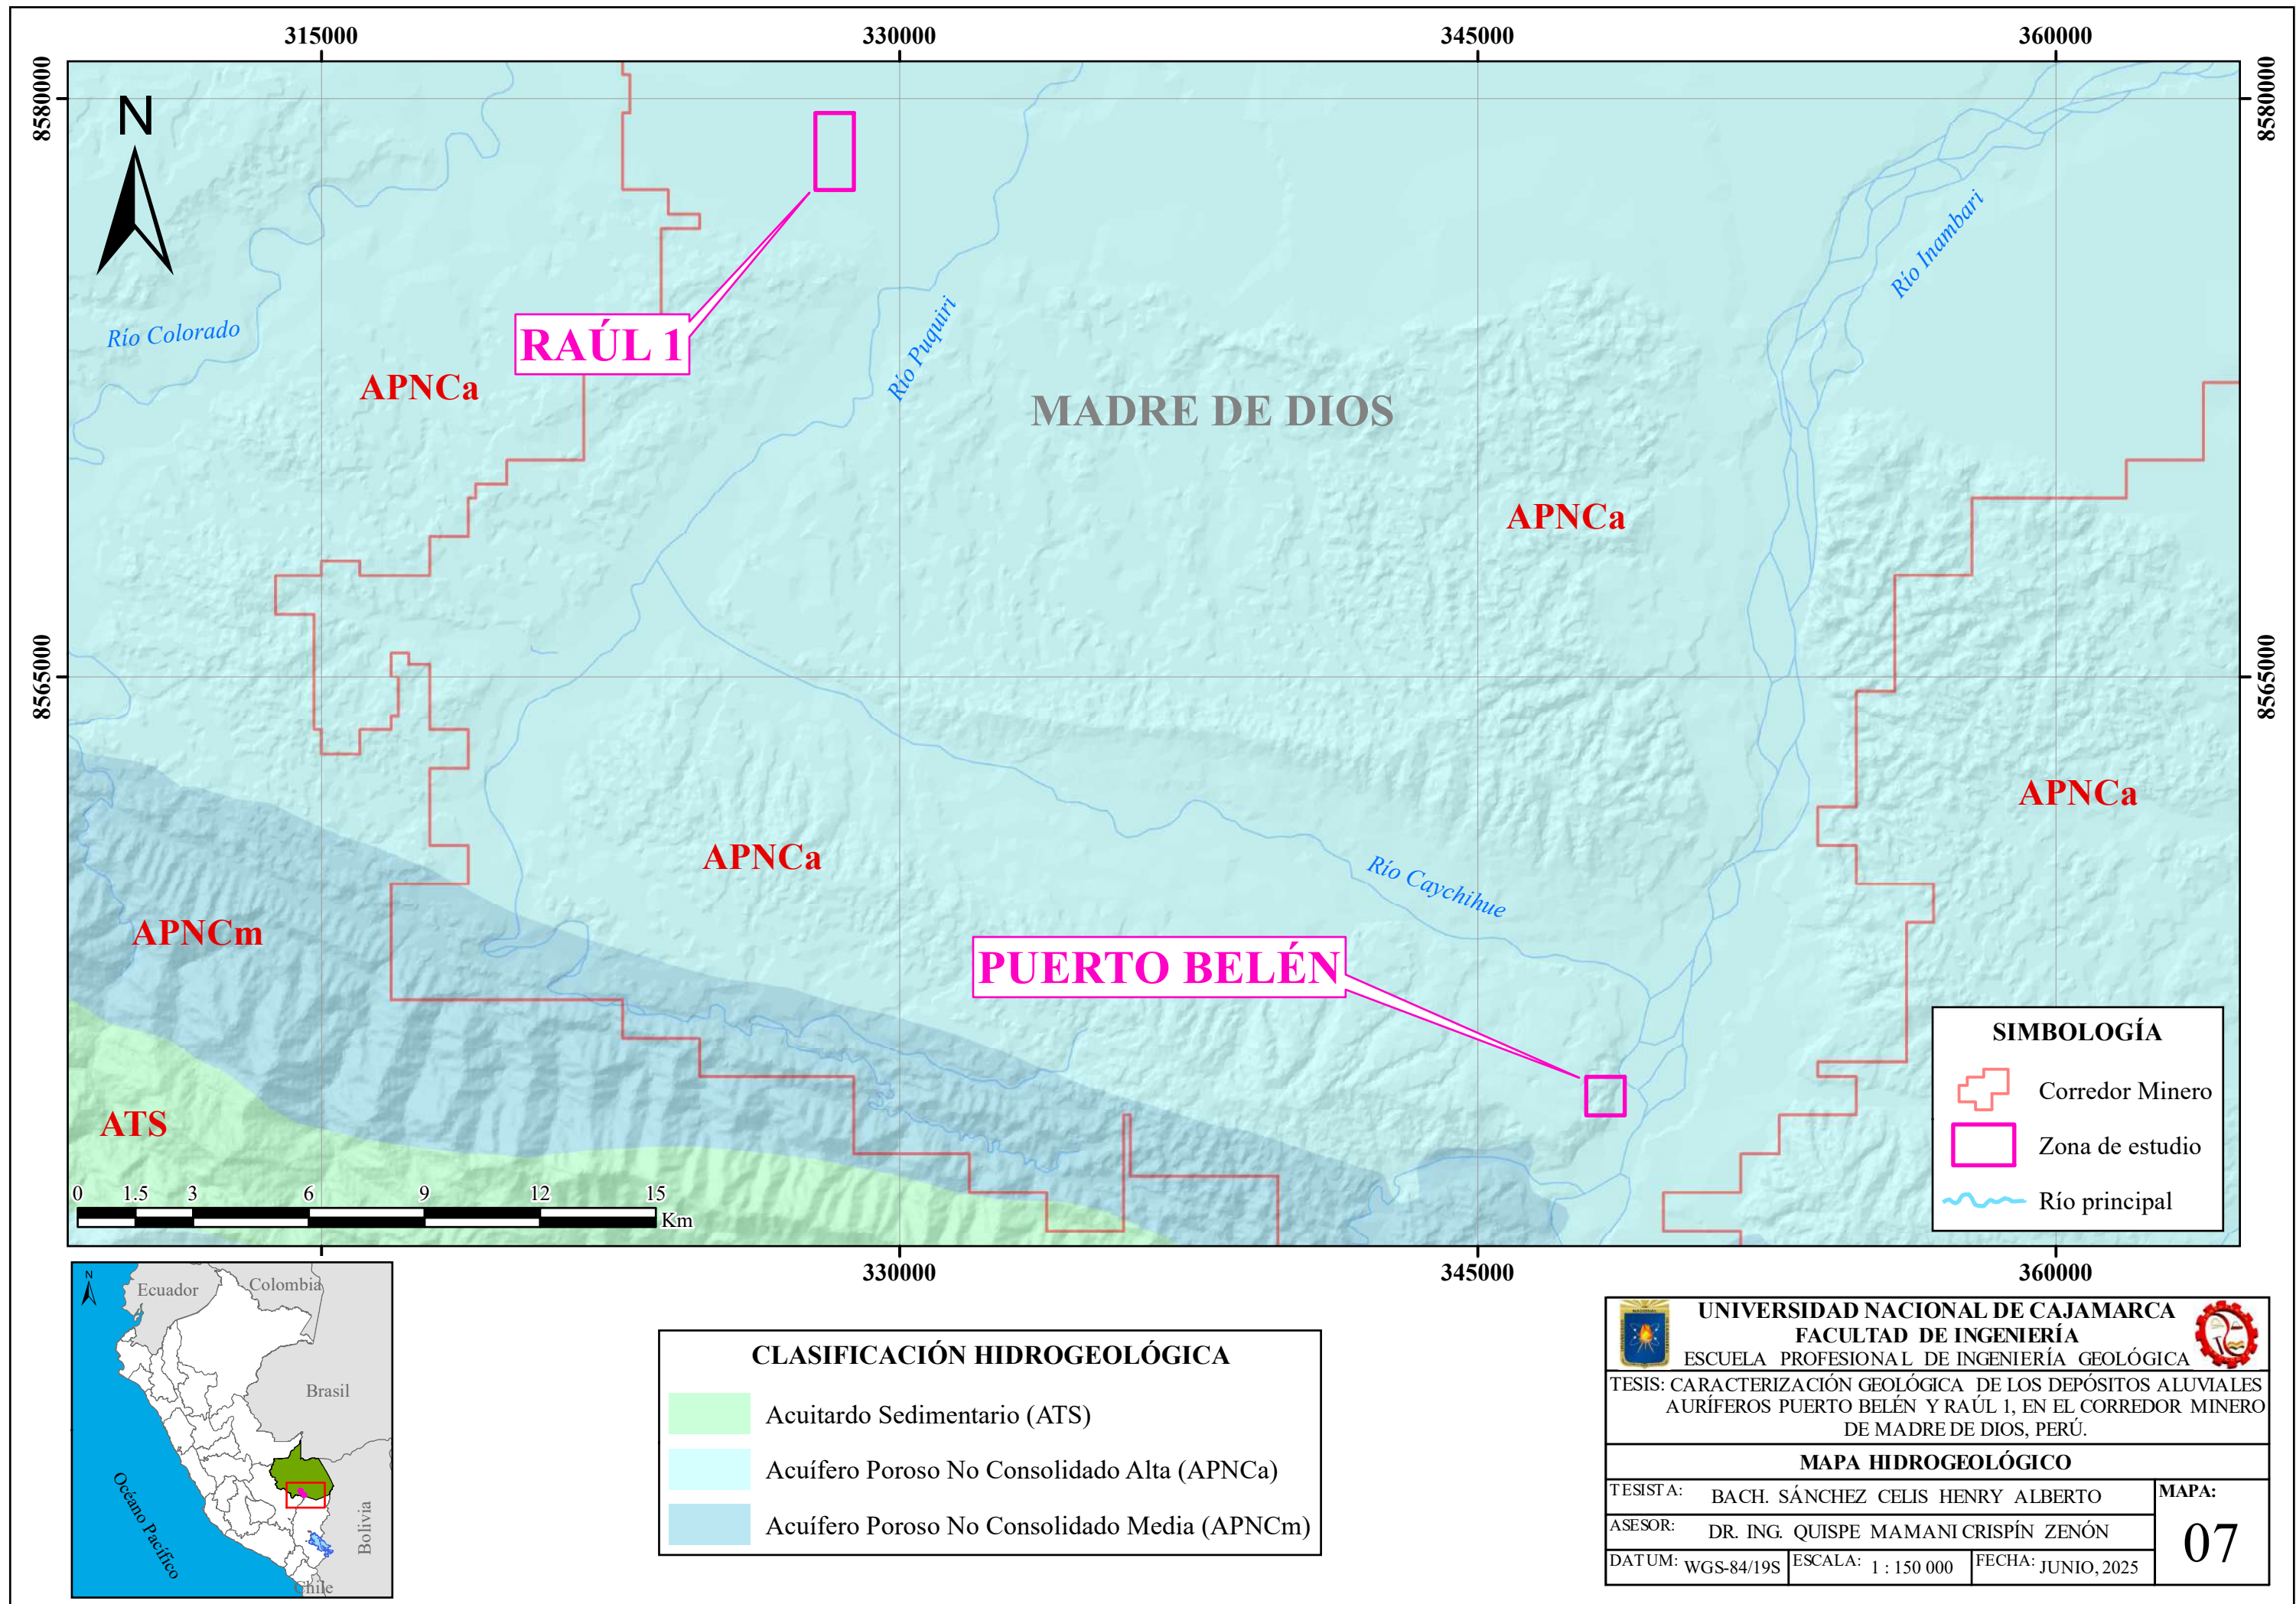 315000
330000
345000
360000
8580000
8580000
N
Río Colorado
RAÚL 1
Río Puquiri
Río Inambari
APNCa
MADRE DE DIOS
APNCa
8565000
8565000
APNCa
APNCa
Río Caychihue
APNCm
PUERTO BELÉN
ATS
SIMBOLOGÍA
Corredor Minero
Zona de estudio
Río principal
0 1.5 3 6 9 12 15
Km
330000
345000
360000
N
Ecuador
Colombia
Brasil
Océano Pacífico
Bolivia
Chile
CLASIFICACIÓN HIDROGEOLÓGICA
Acuitardo Sedimentario (ATS)
Acuífero Poroso No Consolidado Alta (APNCa)
Acuífero Poroso No Consolidado Media (APNCm)
UNIVERSIDAD NACIONAL DE CAJAMARCA
FACULTAD DE INGENIERÍA
ESCUELA PROFESIONAL DE INGENIERÍA GEOLÓGICA
TESIS: CARACTERIZACIÓN GEOLÓGICA DE LOS DEPÓSITOS ALUVIALES
AURÍFEROS PUERTO BELÉN Y RAÚL 1, EN EL CORREDOR MINERO
DE MADRE DE DIOS, PERÚ.
MAPA HIDROGEOLÓGICO
TESISTA: BACH. SÁNCHEZ CELIS HENRY ALBERTO
MAPA:
07
ASESOR: DR. ING. QUISPE MAMANI CRISPÍN ZENÓN
DATUM: WGS-84/19S ESCALA: 1 : 150 000 FECHA: JUNIO, 2025